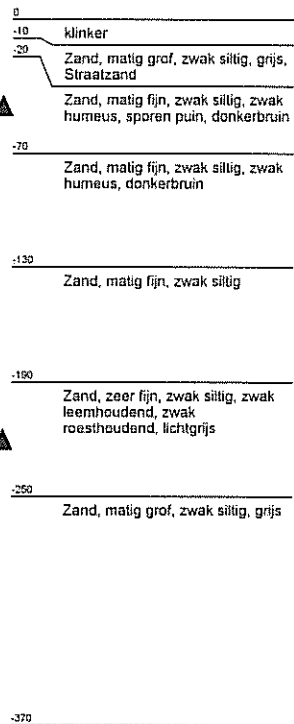 0
-10 klinker
-20 Zand, matig grof, zwak siltig, grijs,
Straatzand
Zand, matig fijn, zwak siltig, zwak
humeus, sporen puin, donkerbruin
-70
Zand, matig fijn, zwak siltig, zwak
humeus, donkerbruin
-130
Zand, matig fijn, zwak siltig
-190
Zand, zeer fijn, zwak siltig, zwak
leemhoudend, zwak
roesthoudend, lichtgrijs
-250
Zand, matig grof, zwak siltig, grijs
-370